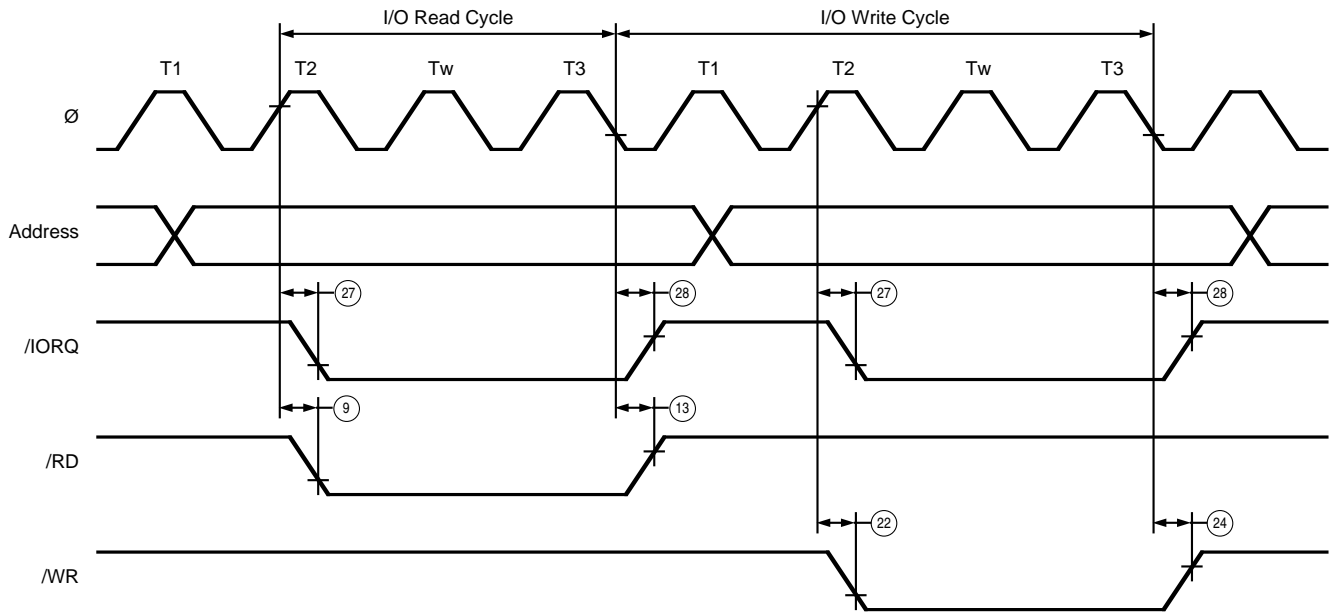 I/O Read Cycle I/O Write Cycle
T1 T2 Tw T3 T1 T2 Tw T3
Ø
Address
27 28 27 28
/IORQ
9 13
/RD
22 24
/WR